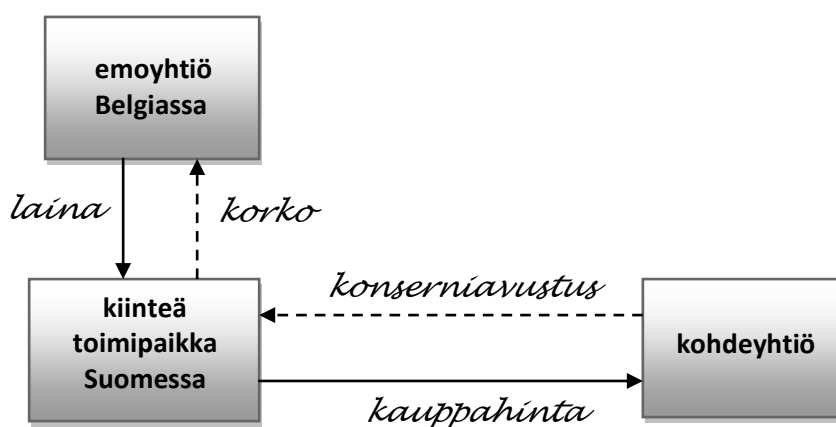 emoyhtiö
Belgiassa
laina
korko
kiinteä
toimipaikka
Suomessa
konserniavustus
kohdeyhtiö
kauppahinta